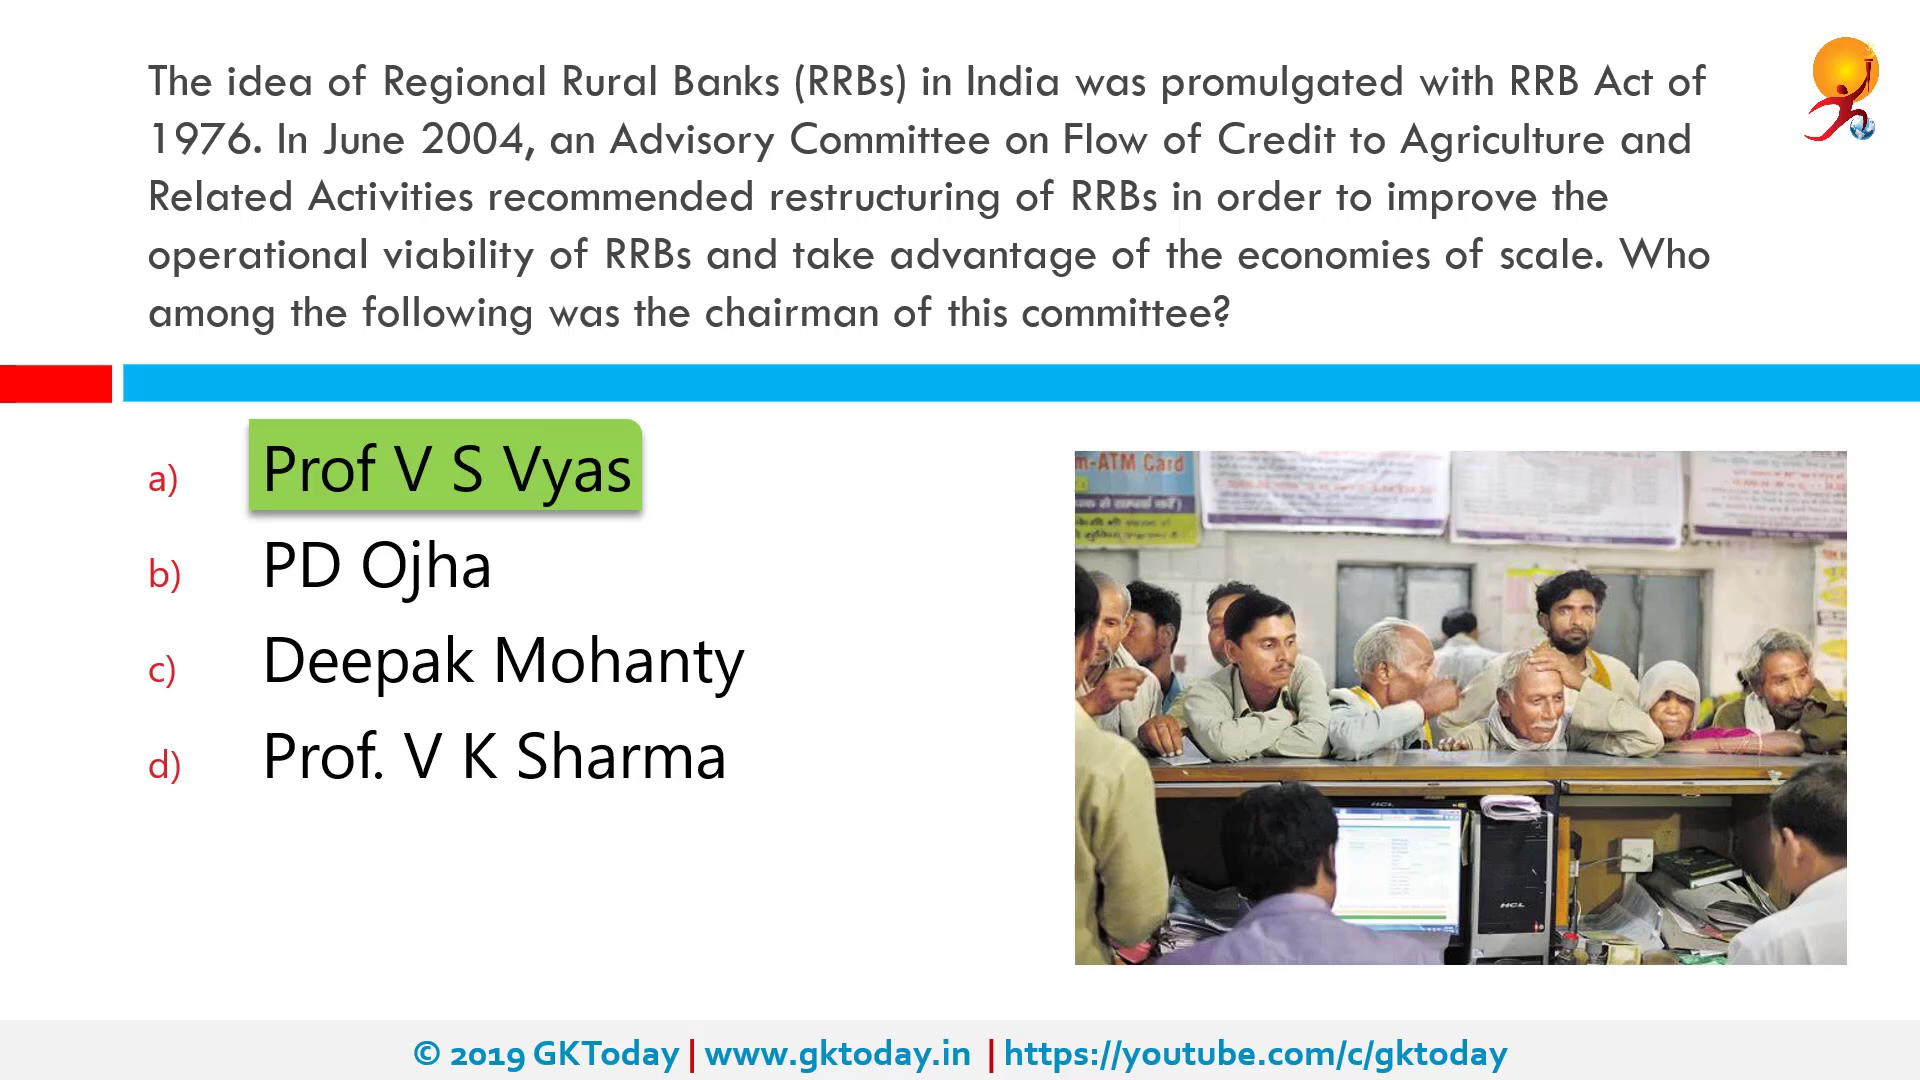 The idea of Regional Rural Banks (RRBs) in India was promulgated with RRB Act of
1976. In June 2004, an Advisory Committee on Flow of Credit to Agriculture and
Related Activities recommended restructuring of RRBs in order to improve the
operational viability of RRBs and take advantage of the economies of scale. Who
among the following was the chairman of this committee?
a) Prof V S Vyas
b) PD Ojha
c) Deepak Mohanty
d) Prof. V K Sharma
m-ATM Card
HCL
HCL
© 2019 GKToday | www.gktoday.in | https://youtube.com/c/gktoday